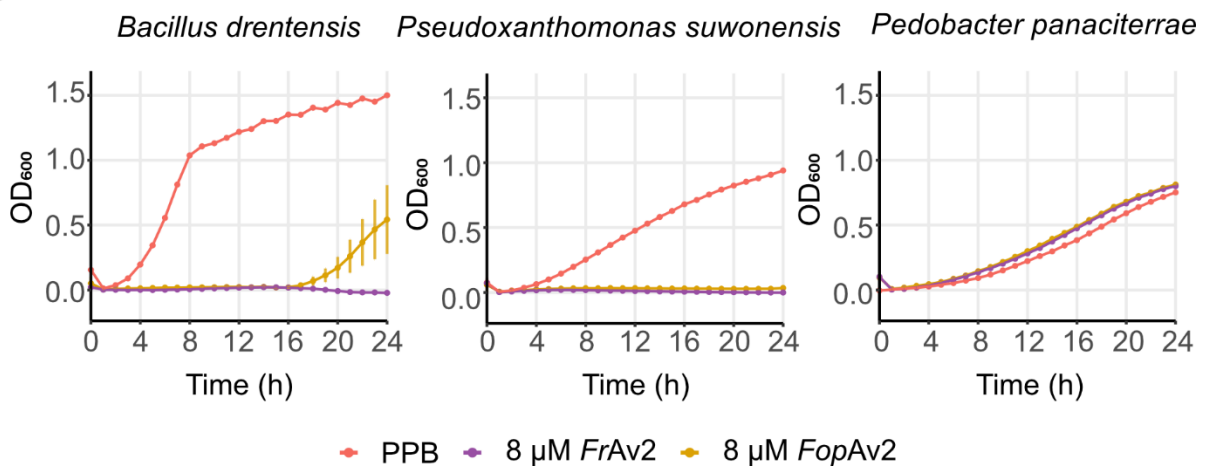 Bacillus drentensis Pseudoxanthomonas suwonensis Pedobacter panaciterrae
1.5 1.5 1.5
1.0 1.0 1.0
0.5 0.5 0.5
0.0 0.0 0.0
OD₆₀₀ OD₆₀₀ OD₆₀₀
0 4 8 12 16 20 24 0 4 8 12 16 20 24 0 4 8 12 16 20 24
Time (h) Time (h) Time (h)
PPB 8 µM FrAv2 8 µM FopAv2